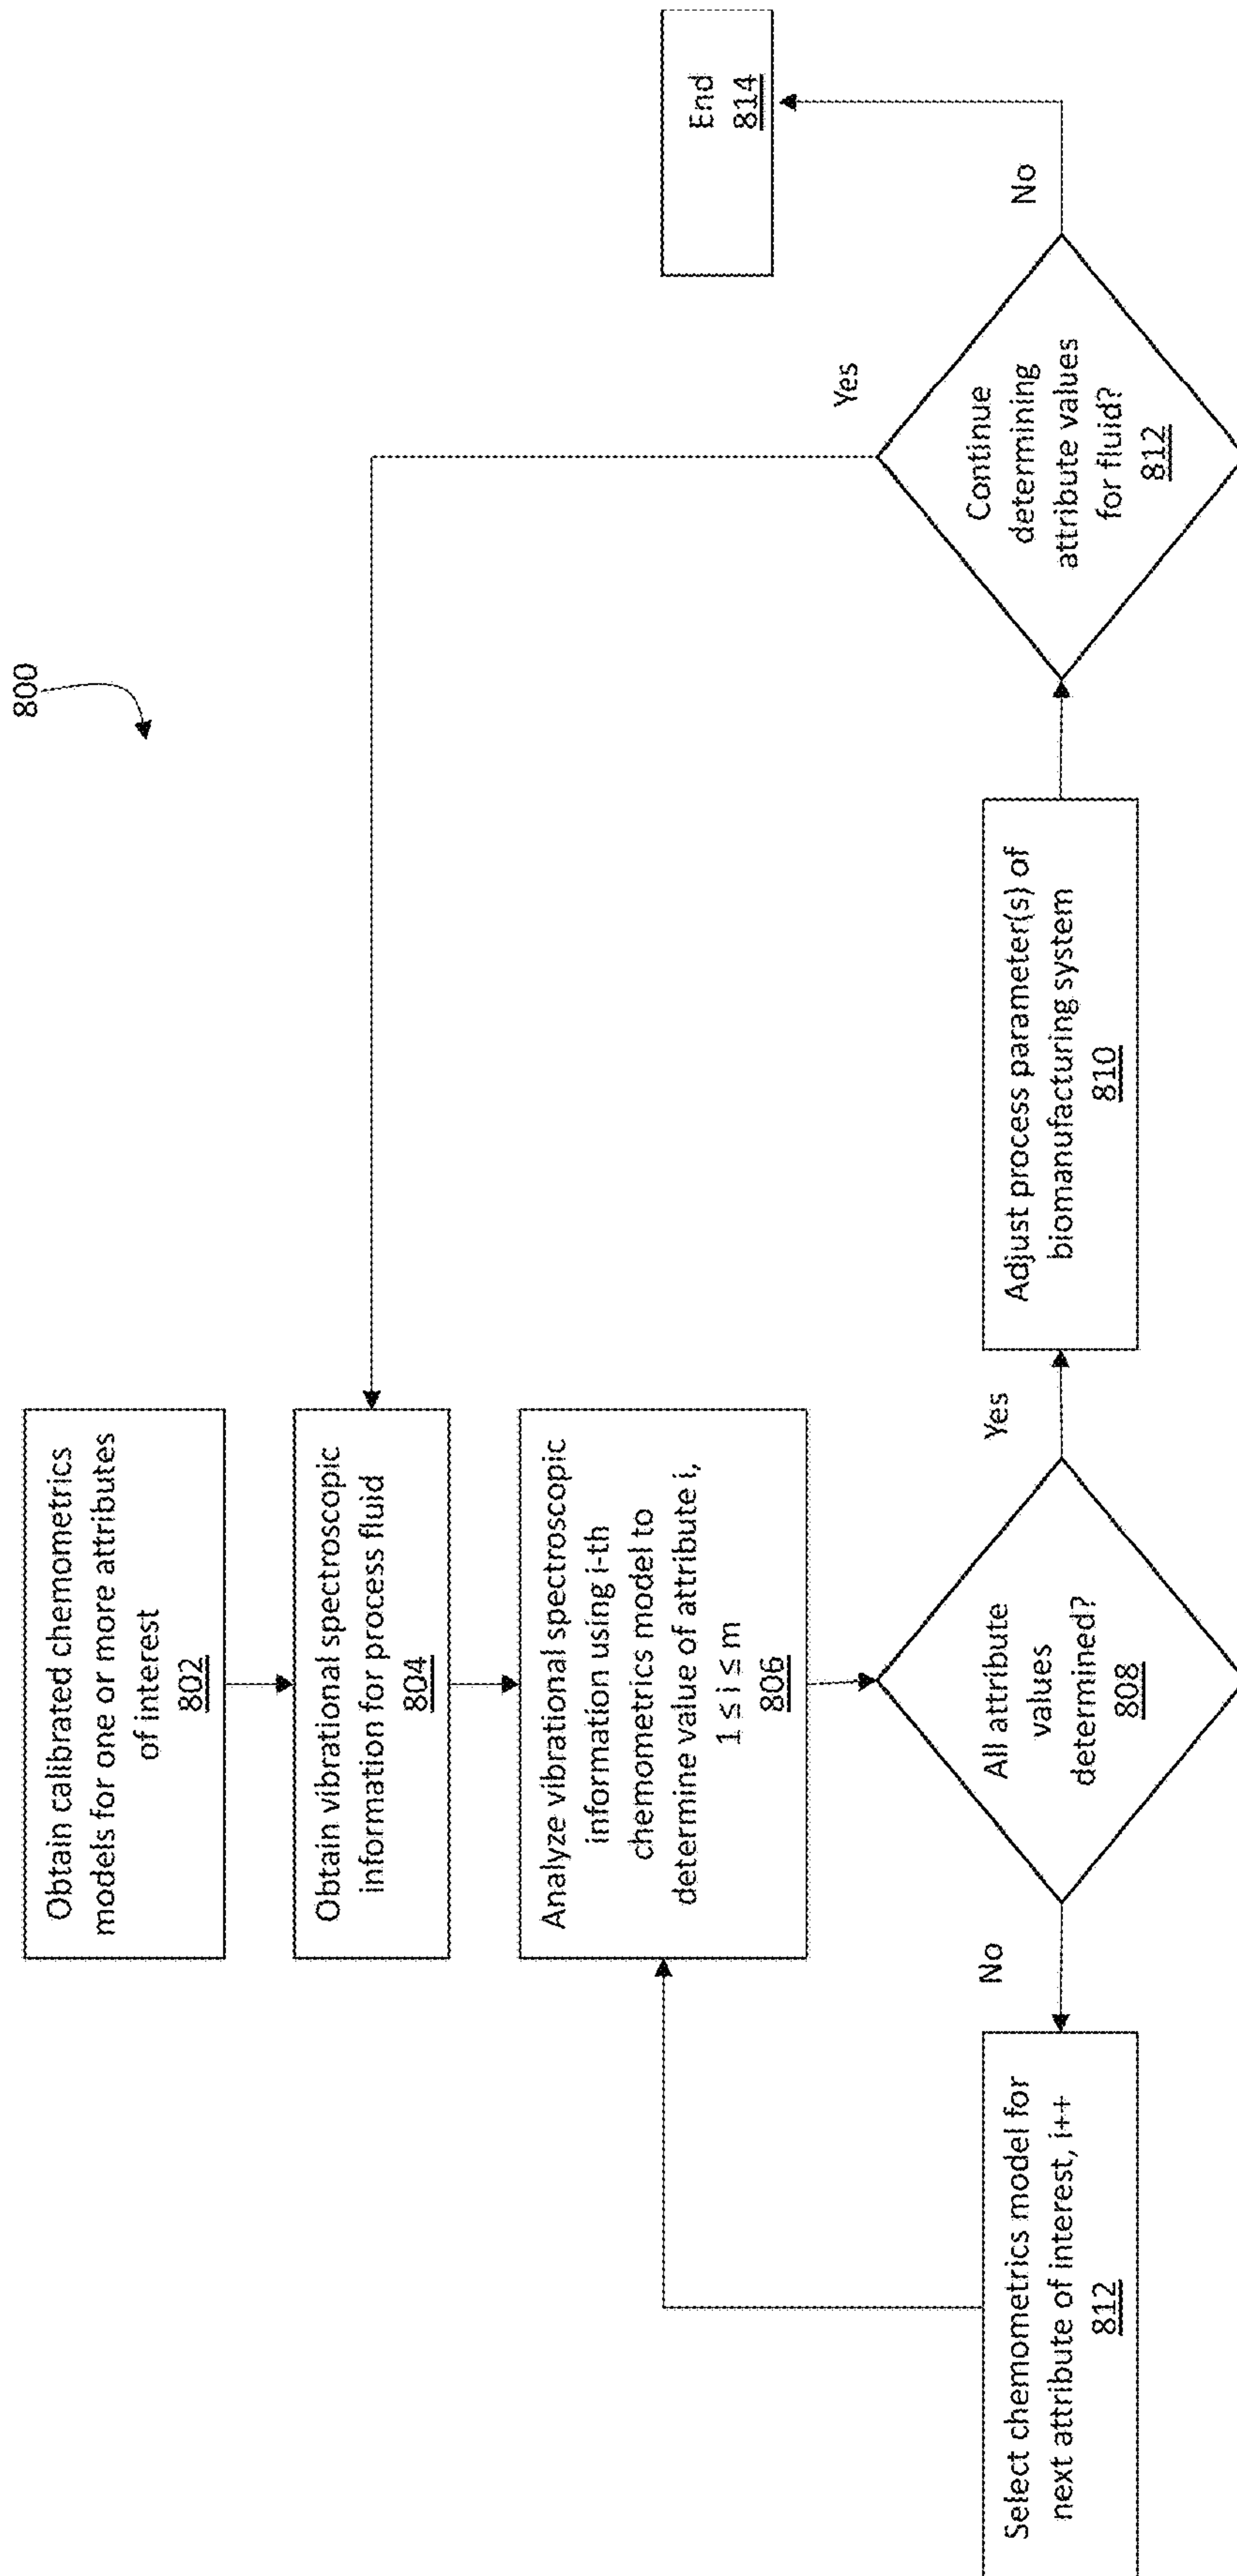 800
Obtain calibrated chemometrics
models for one or more attributes
of interest
802
Obtain vibrational spectroscopic
information for process fluid
804
Analyze vibrational spectroscopic
information using i-th
chemometrics model to
determine value of attribute i,
1 ≤ i ≤ m
806
All attribute
values
determined?
808
No
Select chemometrics model for
next attribute of interest, i++
812
Yes
Adjust process parameter(s) of
biomanufacturing system
810
Continue
determining
attribute values
for fluid?
812
Yes
No
End
814